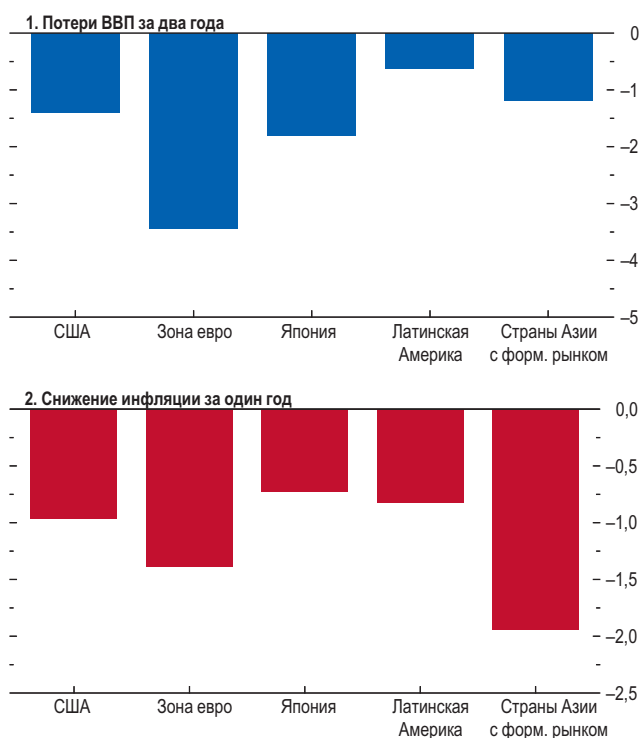 1. Потери ВВП за два года
0
–1
–2
–3
–4
–5
США
Зона евро
Япония
Латинская
Америка
Страны Азии
с форм. рынком
2. Снижение инфляции за один год
0,0
–0,5
–1,0
–1,5
–2,0
–2,5
США
Зона евро
Япония
Латинская
Америка
Страны Азии
с форм. рынком